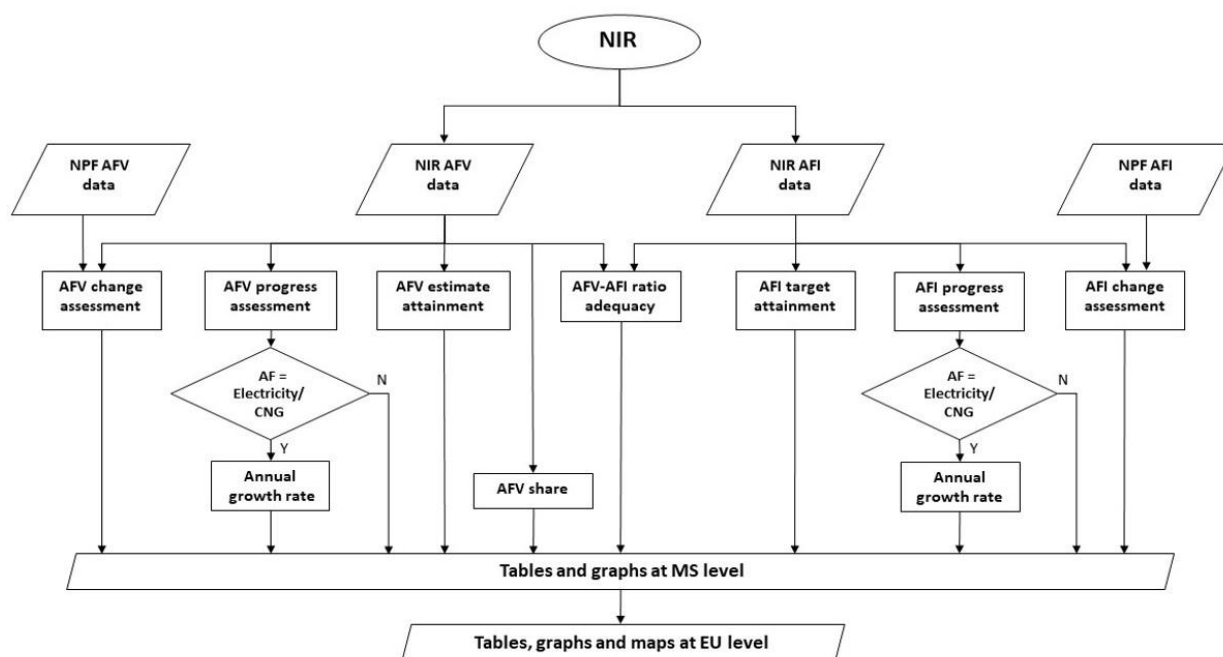 NIR
NPF AFV
data
NIR AFV
data
NIR AFI
data
NPF AFI
data
AFV change
assessment
AFV progress
assessment
AFV estimate
attainment
AFV-AFI ratio
adequacy
AFI target
attainment
AFI progress
assessment
AFI change
assessment
AF =
Electricity/
CNG
N
Y
AF =
Electricity/
CNG
N
Y
Annual
growth rate
AFV share
Annual
growth rate
Tables and graphs at MS level
Tables, graphs and maps at EU level